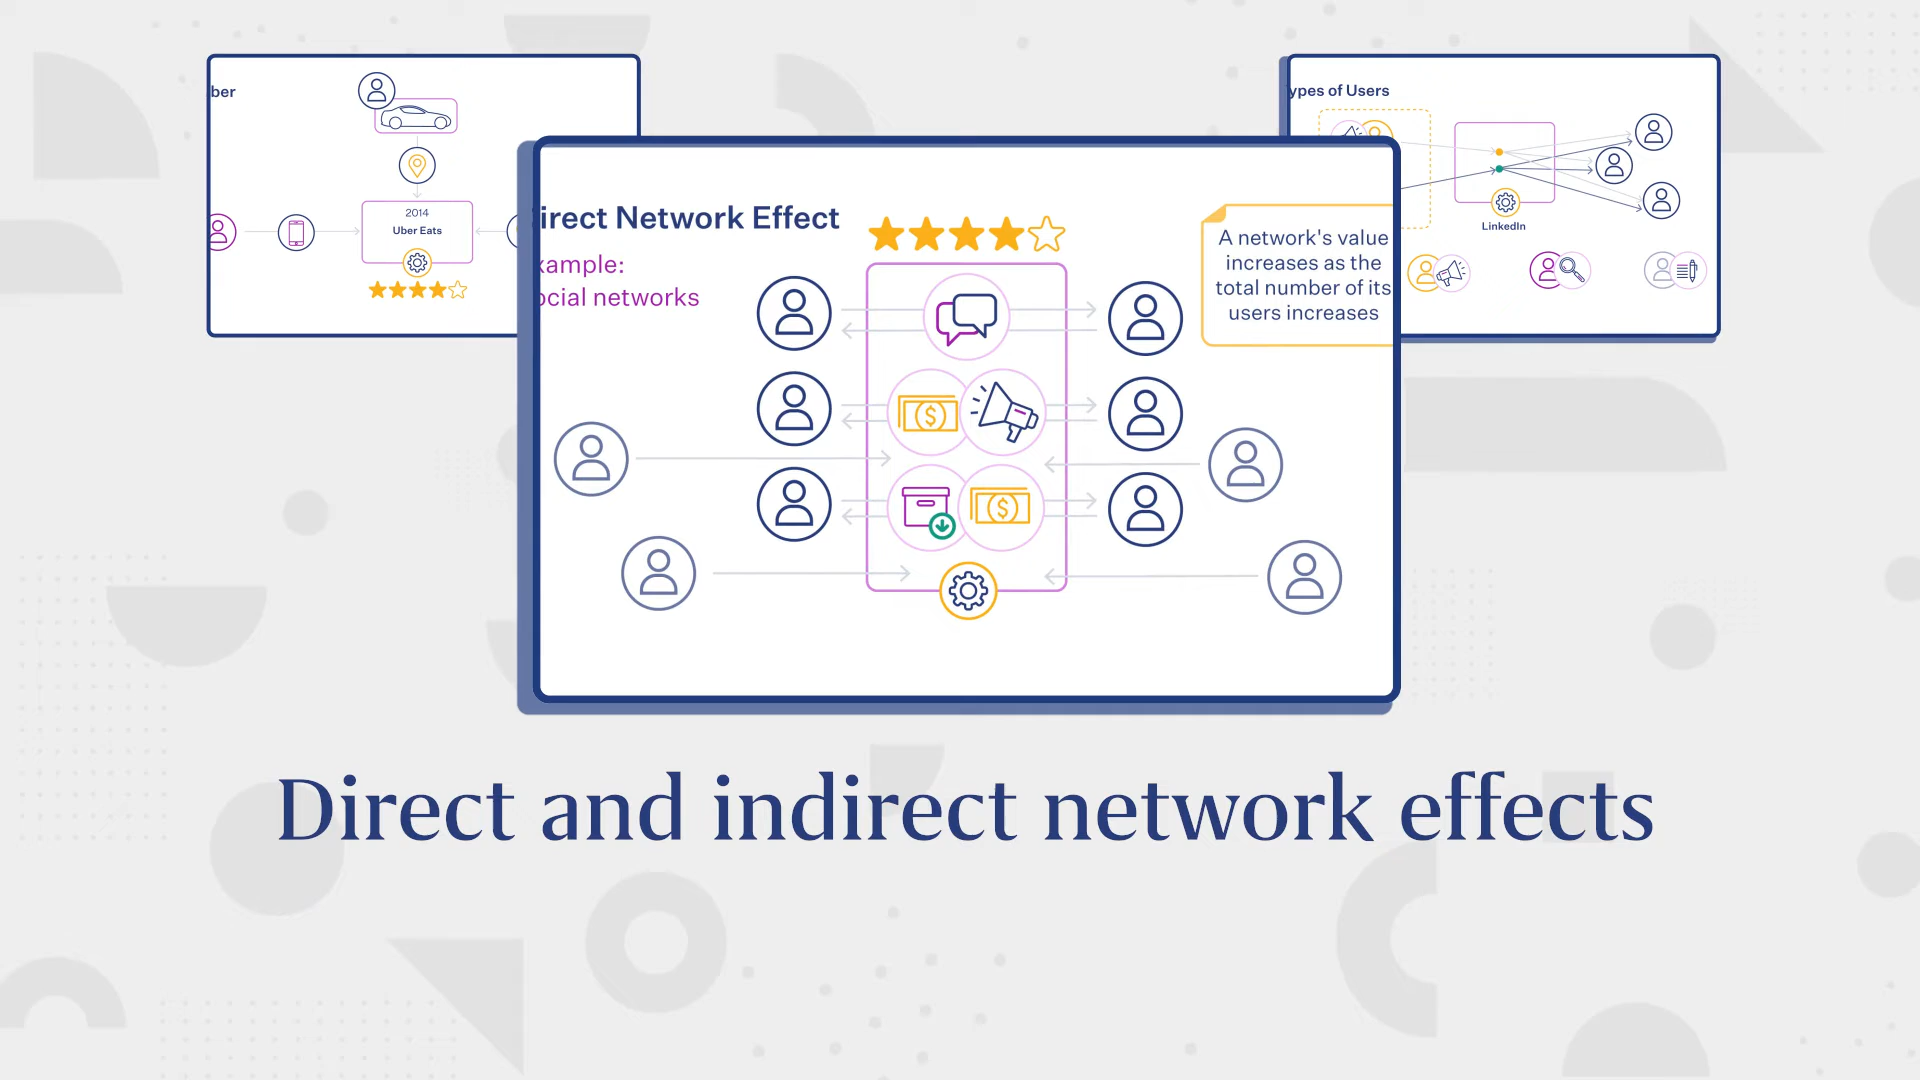 ber
2014
Uber Eats
irect Network Effect
xample:
ocial networks
A network's value
increases as the
total number of its
users increases
ypes of Users
LinkedIn
Direct and indirect network effects